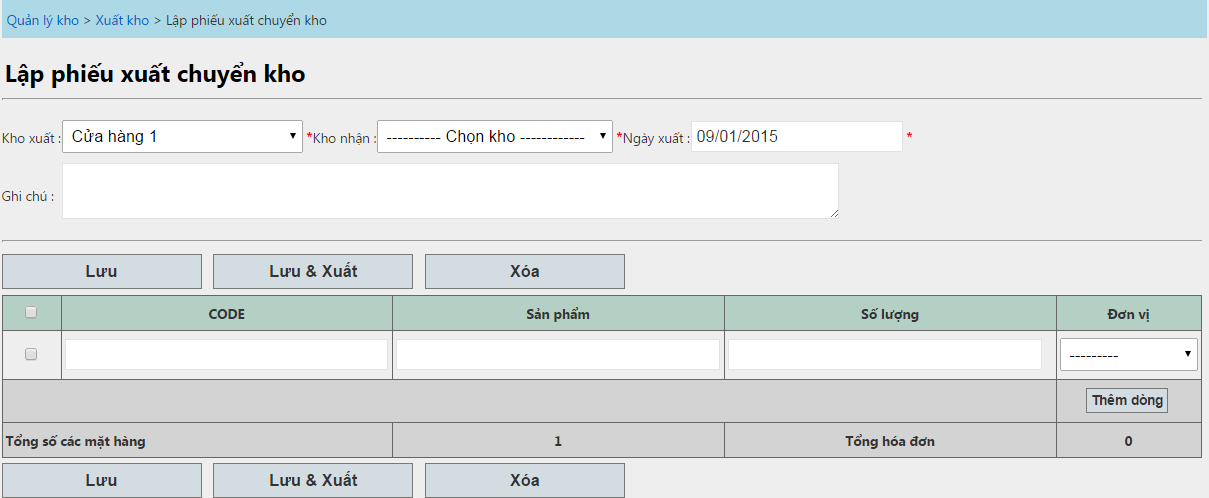 Quản lý kho > Xuất kho > Lập phiếu xuất chuyển kho
Lập phiếu xuất chuyển kho
Kho xuất : Cửa hàng 1 *Kho nhận : ---------- Chọn kho ------------ *Ngày xuất : 09/01/2015 *
Ghi chú :
Lưu Lưu & Xuất Xóa
CODE Sản phẩm Số lượng Đơn vị
---------
Thêm dòng
Tổng số các mặt hàng 1 Tổng hóa đơn 0
Lưu Lưu & Xuất Xóa